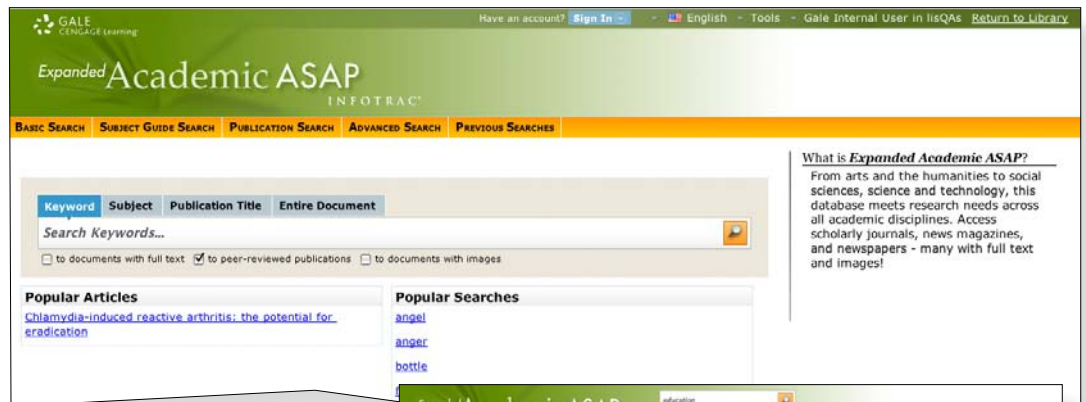 GALE
CENGAGE Learning
Have an account? Sign In
English - Tools - Gale Internal User in lisQAs Return to Library
Expanded Academic ASAP
INFOTRAC
BASIC SEARCH SUBJECT GUIDE SEARCH PUBLICATION SEARCH ADVANCED SEARCH PREVIOUS SEARCHES
Keyword Subject Publication Title Entire Document
Search Keywords...
to documents with full text to peer-reviewed publications to documents with images
What is Expanded Academic ASAP?
From arts and the humanities to social
sciences, science and technology, this
database meets research needs across
all academic disciplines. Access
scholarly journals, news magazines,
and newspapers - many with full text
and images!
Popular Articles
Chlamydia-induced reactive arthritis: the potential for
eradication
Popular Searches
angel
anger
bottle
education